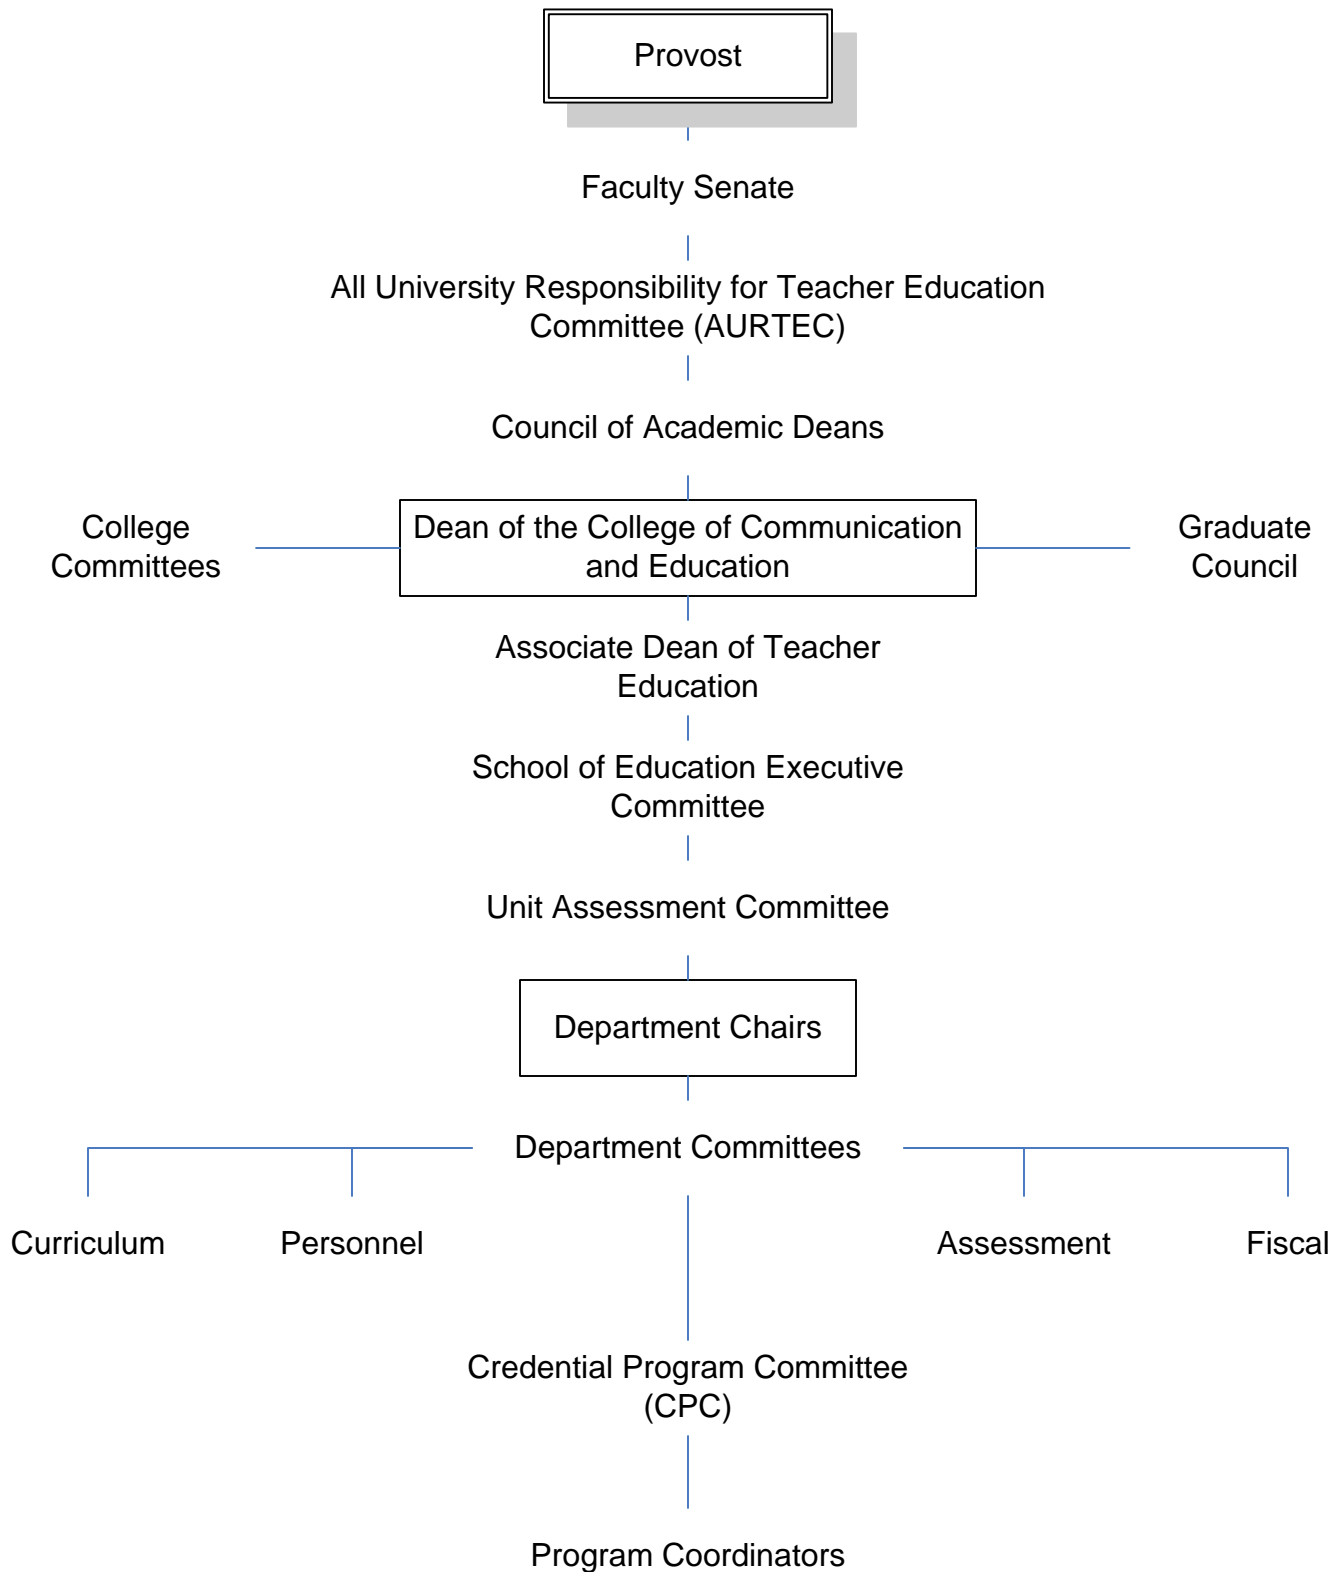 Provost
Faculty Senate
All University Responsibility for Teacher Education
Committee (AURTEC)
Council of Academic Deans
College
Committees
Dean of the College of Communication
and Education
Graduate
Council
Associate Dean of Teacher
Education
School of Education Executive
Committee
Unit Assessment Committee
Department Chairs
Department Committees
Curriculum
Personnel
Assessment
Fiscal
Credential Program Committee
(CPC)
Program Coordinators